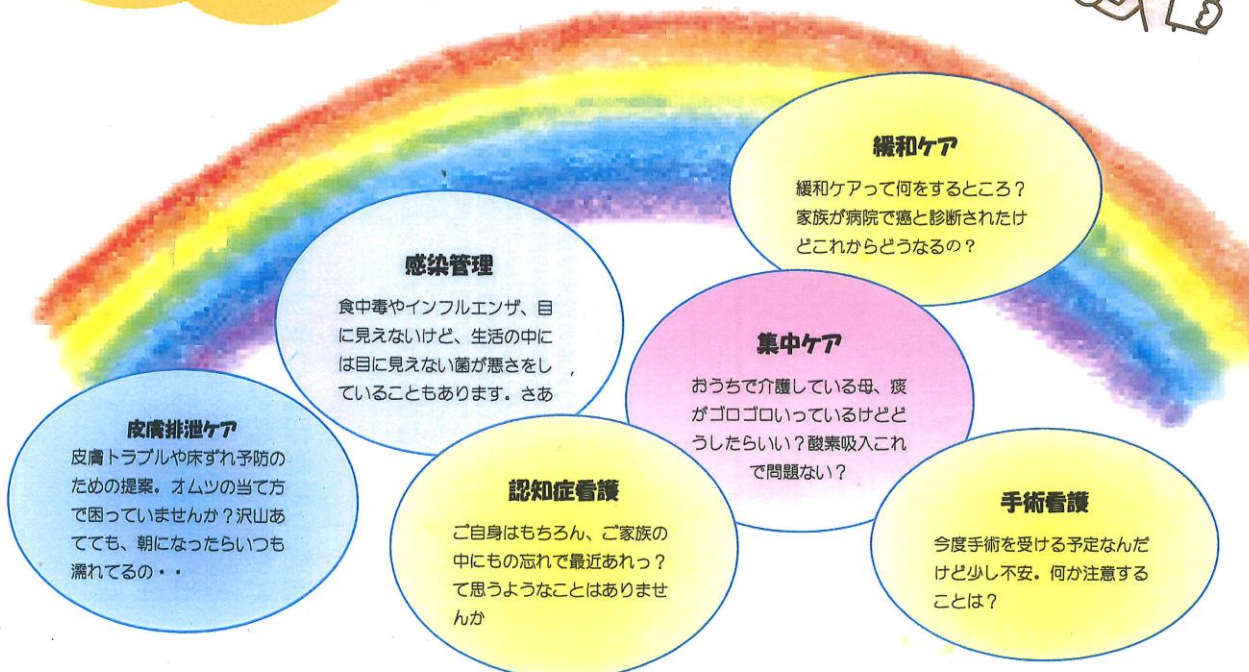 緩和ケア
緩和ケアって何をするところ？
家族が病院で癌と診断されたけ
どこれからどうなるの？
感染管理
食中毒やインフルエンザ、目
に見えないけど、生活の中に
は目に見えない菌が悪さをし
ていることもあります。さあ
集中ケア
おうちで介護している母、痰
がゴロゴロいっているけどど
うしたらいい？酸素吸入これ
で問題ない？
皮膚排泄ケア
皮膚トラブルや床ずれ予防の
ための提案。オムツの当て方
で困っていませんか？沢山あ
てても、朝になったらいつも
濡れてるの・・
認知症看護
ご自身はもちろん、ご家族の
中にもの忘れで最近あれっ？
て思うようなことはありませ
んか
手術看護
今度手術を受ける予定なんだ
けど少し不安。何か注意する
ことは？